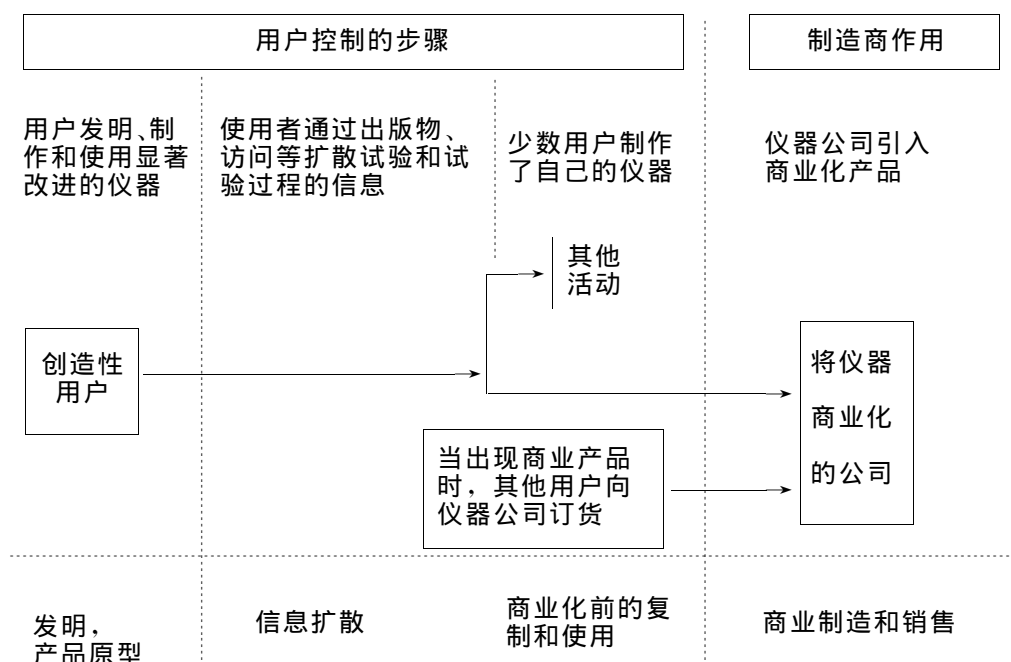 用户控制的步骤
制造商作用
用户发明、制
作和使用显著
改进的仪器
使用者通过出版物、
访问等扩散试验和试
验过程的信息
少数用户制作
了自己的仪器
仪器公司引入
商业化产品
其他
活动
创造性
用户
将仪器
商业化
的公司
当出现商业产品
时，其他用户向
仪器公司订货
发明，
产品原型
信息扩散
商业化前的复
制和使用
商业制造和销售